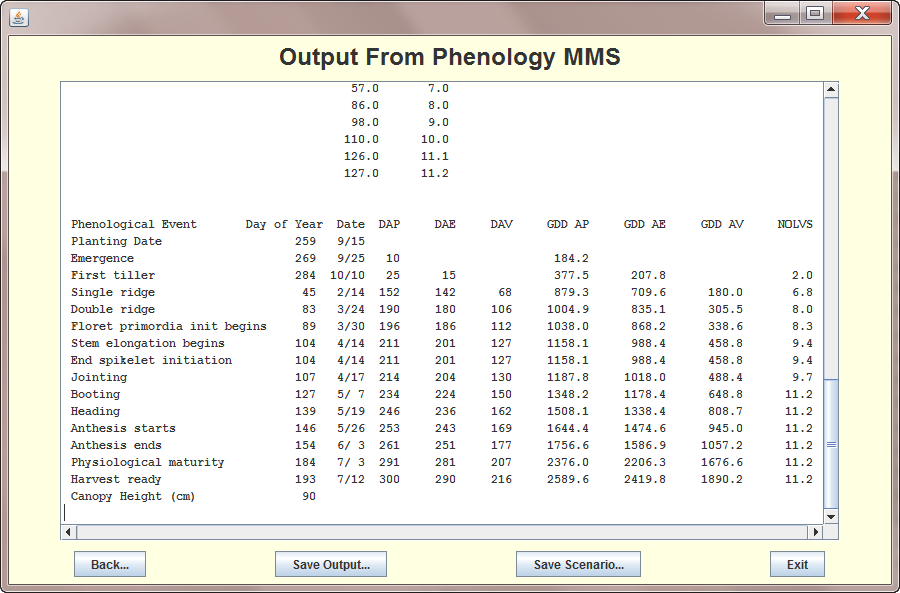 Output From Phenology MMS
57.0 7.0
86.0 8.0
98.0 9.0
110.0 10.0
126.0 11.1
127.0 11.2
Phenological Event Day of Year Date DAP DAE DAV GDD AP GDD AE GDD AV NOLVS
Planting Date 259 9/15
Emergence 269 9/25 10 184.2
First tiller 284 10/10 25 15 377.5 207.8 2.0
Single ridge 45 2/14 152 142 68 879.3 709.6 180.0 6.8
Double ridge 83 3/24 190 180 106 1004.9 835.1 305.5 8.0
Floret primordia init begins 89 3/30 196 186 112 1038.0 868.2 338.6 8.3
Stem elongation begins 104 4/14 211 201 127 1158.1 988.4 458.8 9.4
End spikelet initiation 104 4/14 211 201 127 1158.1 988.4 458.8 9.4
Jointing 107 4/17 214 204 130 1187.8 1018.0 488.4 9.7
Booting 127 5/ 7 234 224 150 1348.2 1178.4 648.8 11.2
Heading 139 5/19 246 236 162 1508.1 1338.4 808.7 11.2
Anthesis starts 146 5/26 253 243 169 1644.4 1474.6 945.0 11.2
Anthesis ends 154 6/ 3 261 251 177 1756.6 1586.9 1057.2 11.2
Physiological maturity 184 7/ 3 291 281 207 2376.0 2206.3 1676.6 11.2
Harvest ready 193 7/12 300 290 216 2589.6 2419.8 1890.2 11.2
Canopy Height (cm) 90
Back... Save Output... Save Scenario... Exit